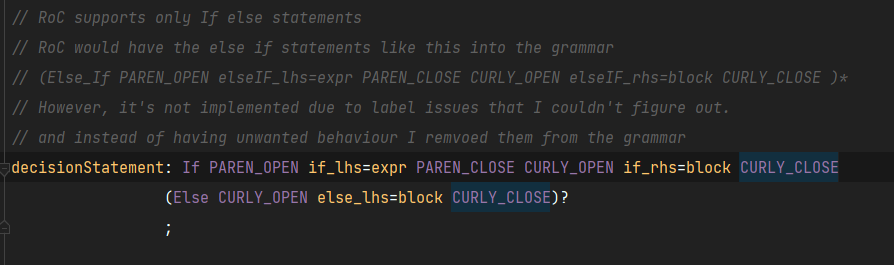 // RoC supports only If else statements
// RoC would have the else if statements like this into the grammar
// (Else_If PAREN_OPEN elseIF_lhs=expr PAREN_CLOSE CURLY_OPEN elseIF_rhs=block CURLY_CLOSE )*
// However, it's not implemented due to label issues that I couldn't figure out.
// and instead of having unwanted behaviour I remvoed them from the grammar
decisionStatement: If PAREN_OPEN if_lhs=expr PAREN_CLOSE CURLY_OPEN if_rhs=block CURLY_CLOSE
(Else CURLY_OPEN else_lhs=block CURLY_CLOSE)?
;